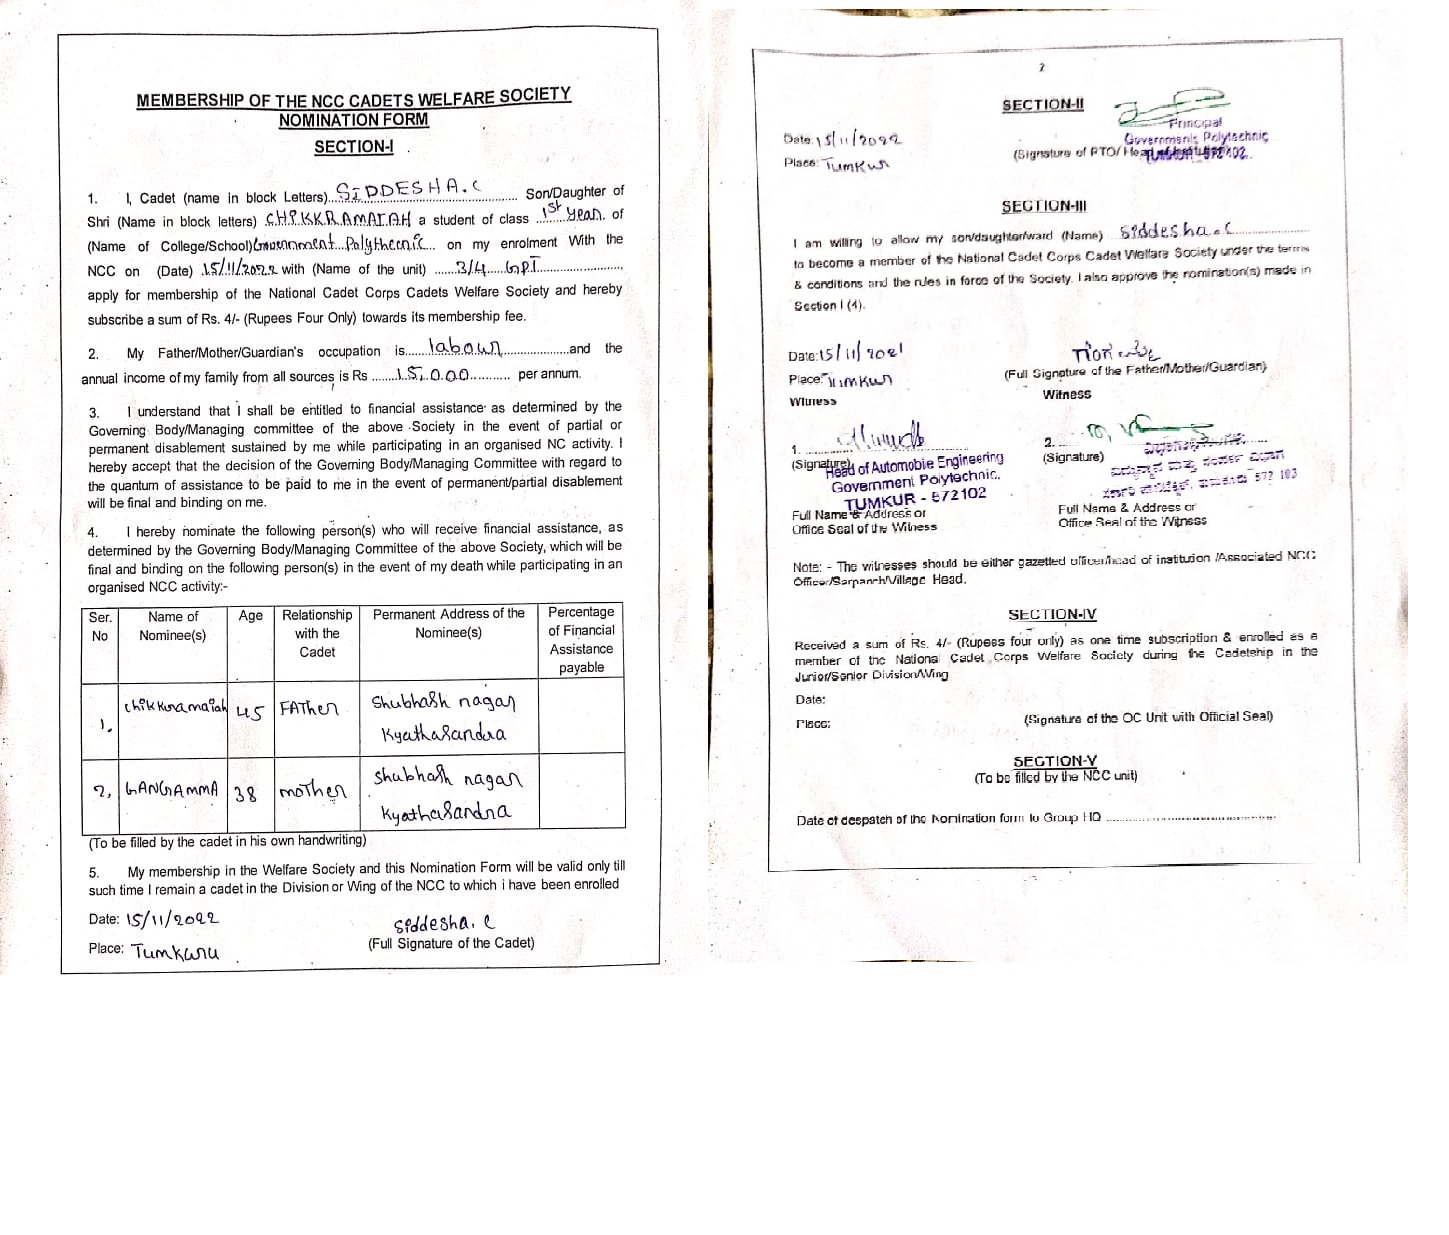 MEMBERSHIP OF THE NCC CADETS WELFARE SOCIETY
NOMINATION FORM
SECTION-I
1. I, Cadet (name in block Letters)..SIDDESHA.C.......... Son/Daughter of
Shri (Name in block letters) CHIKKRAMAIAH a student of class 1st year. of
(Name of College/School)Government Polythecnic... on my enrolment With the
NCC on (Date) 15/11/2022 with (Name of the unit) ......3/4.....GPT....................,
apply for membership of the National Cadet Corps Cadets Welfare Society and hereby
subscribe a sum of Rs. 4/- (Rupees Four Only) towards its membership fee.
2. My Father/Mother/Guardian's occupation is......labour..................and the
annual income of my family from all sources is Rs .......15,000.......... per annum.
3. I understand that i shall be entitled to financial assistance as determined by the
Governing Body/Managing committee of the above Society in the event of partial or
permanent disablement sustained by me while participating in an organised NC activity. I
hereby accept that the decision of the Governing Body/Managing Committee with regard to
the quantum of assistance to be paid to me in the event of permanent/partial disablement
will be final and binding on me.
4. I hereby nominate the following person(s) who will receive financial assistance, as
determined by the Governing Body/Managing Committee of the above Society, which will be
final and binding on the following person(s) in the event of my death while participating in an
organised NCC activity:-
Ser. No Name of Nominee(s) Age Relationship with the Cadet Permanent Address of the Nominee(s) Percentage of Financial Assistance payable
1. chikkuramaiah 45 FATher Shubhash nagar
Kyathasandra
2, GANGAMMA 38 mother Shubhash nagar
Kyathasandra
(To be filled by the cadet in his own handwriting)
5. My membership in the Welfare Society and this Nomination Form will be valid only till
such time I remain a cadet in the Division or Wing of the NCC to which i have been enrolled
Date: 15/11/2022
siddesha. C
Place: Tumkuru
(Full Signature of the Cadet)
2
SECTION-II
Principal
Government Polytechnic
TUMKUR - 572102.
Date: 15/11/2022
(Signature of PTO/ Head of Institution)
Place: Tumkur
SECTION-III
I am willing to allow my son/daughter/ward (Name) Siddesha.C....................
to become a member of the National Cadet Corps Cadet Welfare Society under the terms
& conditions and the rules in force of the Society. I also approve the nomination(s) made in
Section I (4).
Date: 15/11/2021
Place: Tumkur
(Full Signature of the Father/Mother/Guardian)
Witness
Witness
1. ....................
2. ....................
(Signature)
(Signature)
Head of Automobie Engineering
Government Polytechnic.
TUMKUR - 572102
572 103
Full Name & Address or
Office Seal of the Witness
Full Name & Address or
Office Seal of the Witness
Note: - The witnesses should be either gazetted officer/head of institution /Associated NCC
Officer/Sarpanch/Village Head.
SECTION-IV
Received a sum of Rs. 4/- (Rupees four only) as one time subscription & enrolled as a
member of the National Cadet Corps Welfare Society during the Cadetship in the
Junior/Senior Division/Wing
Date:
Place:
(Signature of the OC Unit with Official Seal)
SECTION-V
(To be filled by the NCC unit)
Date of despatch of the Nomination form to Group HQ ........................................